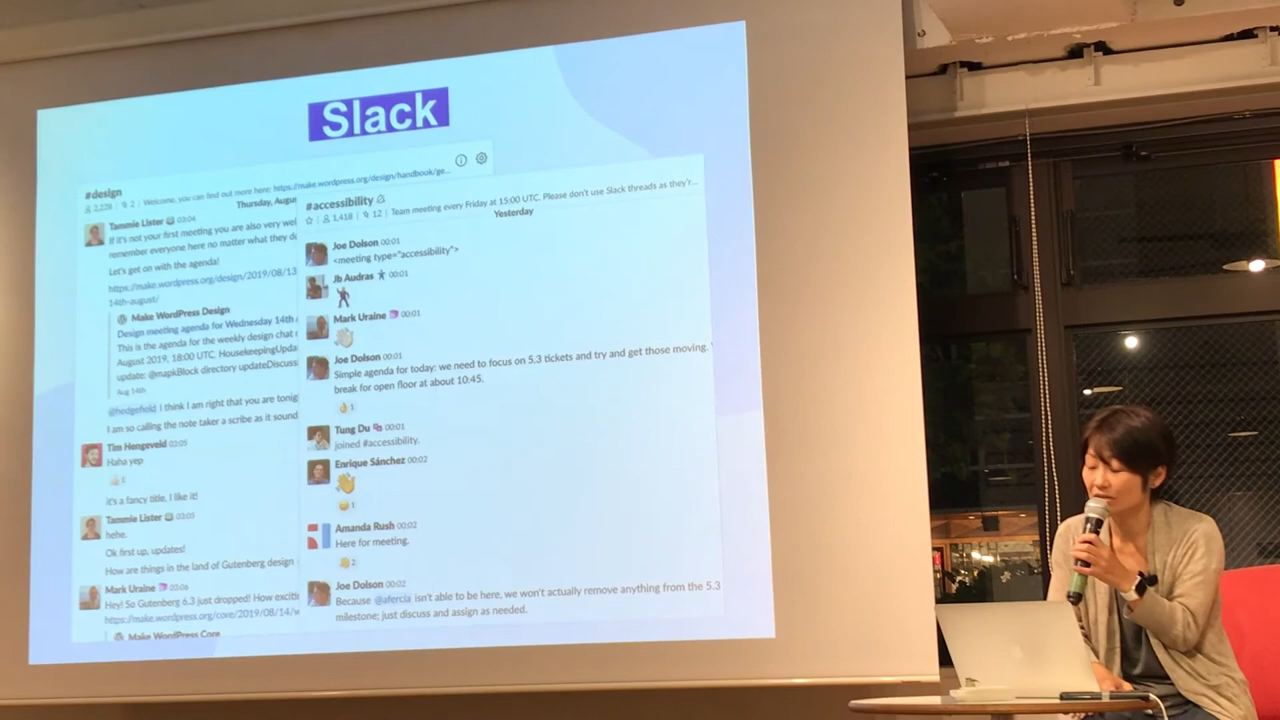 Slack
#design
2,228 | 2 | Welcome, you can find out more here: https://make.wordpress.org/design/handbook/ge...
Thursday, Augu
Tammie Lister 03:04
If it's not your first meeting you are also very wel
remember everyone here no matter what they do
Let's get on with the agenda!
https://make.wordpress.org/design/2019/08/13
14th-august/
Make WordPress Design
Design meeting agenda for Wednesday 14th
This is the agenda for the weekly design chat
August 2019, 18:00 UTC. HousekeepingUpda
update: @mapkBlock directory updateDiscuss
Aug 14th
@hedgefield I think I am right that you are tonig
I am so calling the note taker a scribe as it sound
Tim Hengeveld 03:05
Haha yep
1
it's a fancy title, I like it!
Tammie Lister 03:05
hehe.
Ok first up, updates!
How are things in the land of Gutenberg design
Mark Uraine 03:06
Hey! So Gutenberg 6.3 just dropped! How exciti
https://make.wordpress.org/core/2019/08/14/w
Make WordPress Core
#accessibility
1,418 | 12 | Team meeting every Friday at 15:00 UTC. Please don't use Slack threads as they'r...
Yesterday
Joe Dolson 00:01
<meeting type="accessibility">
Jb Audras 00:01
Mark Uraine 00:01
Joe Dolson 00:01
Simple agenda for today: we need to focus on 5.3 tickets and try and get those moving.
break for open floor at about 10:45.
1
Tung Du 00:01
joined #accessibility.
Enrique Sánchez 00:02
1
Amanda Rush 00:02
Here for meeting.
2
Joe Dolson 00:02
Because @afercia isn't able to be here, we won't actually remove anything from the 5.3
milestone; just discuss and assign as needed.